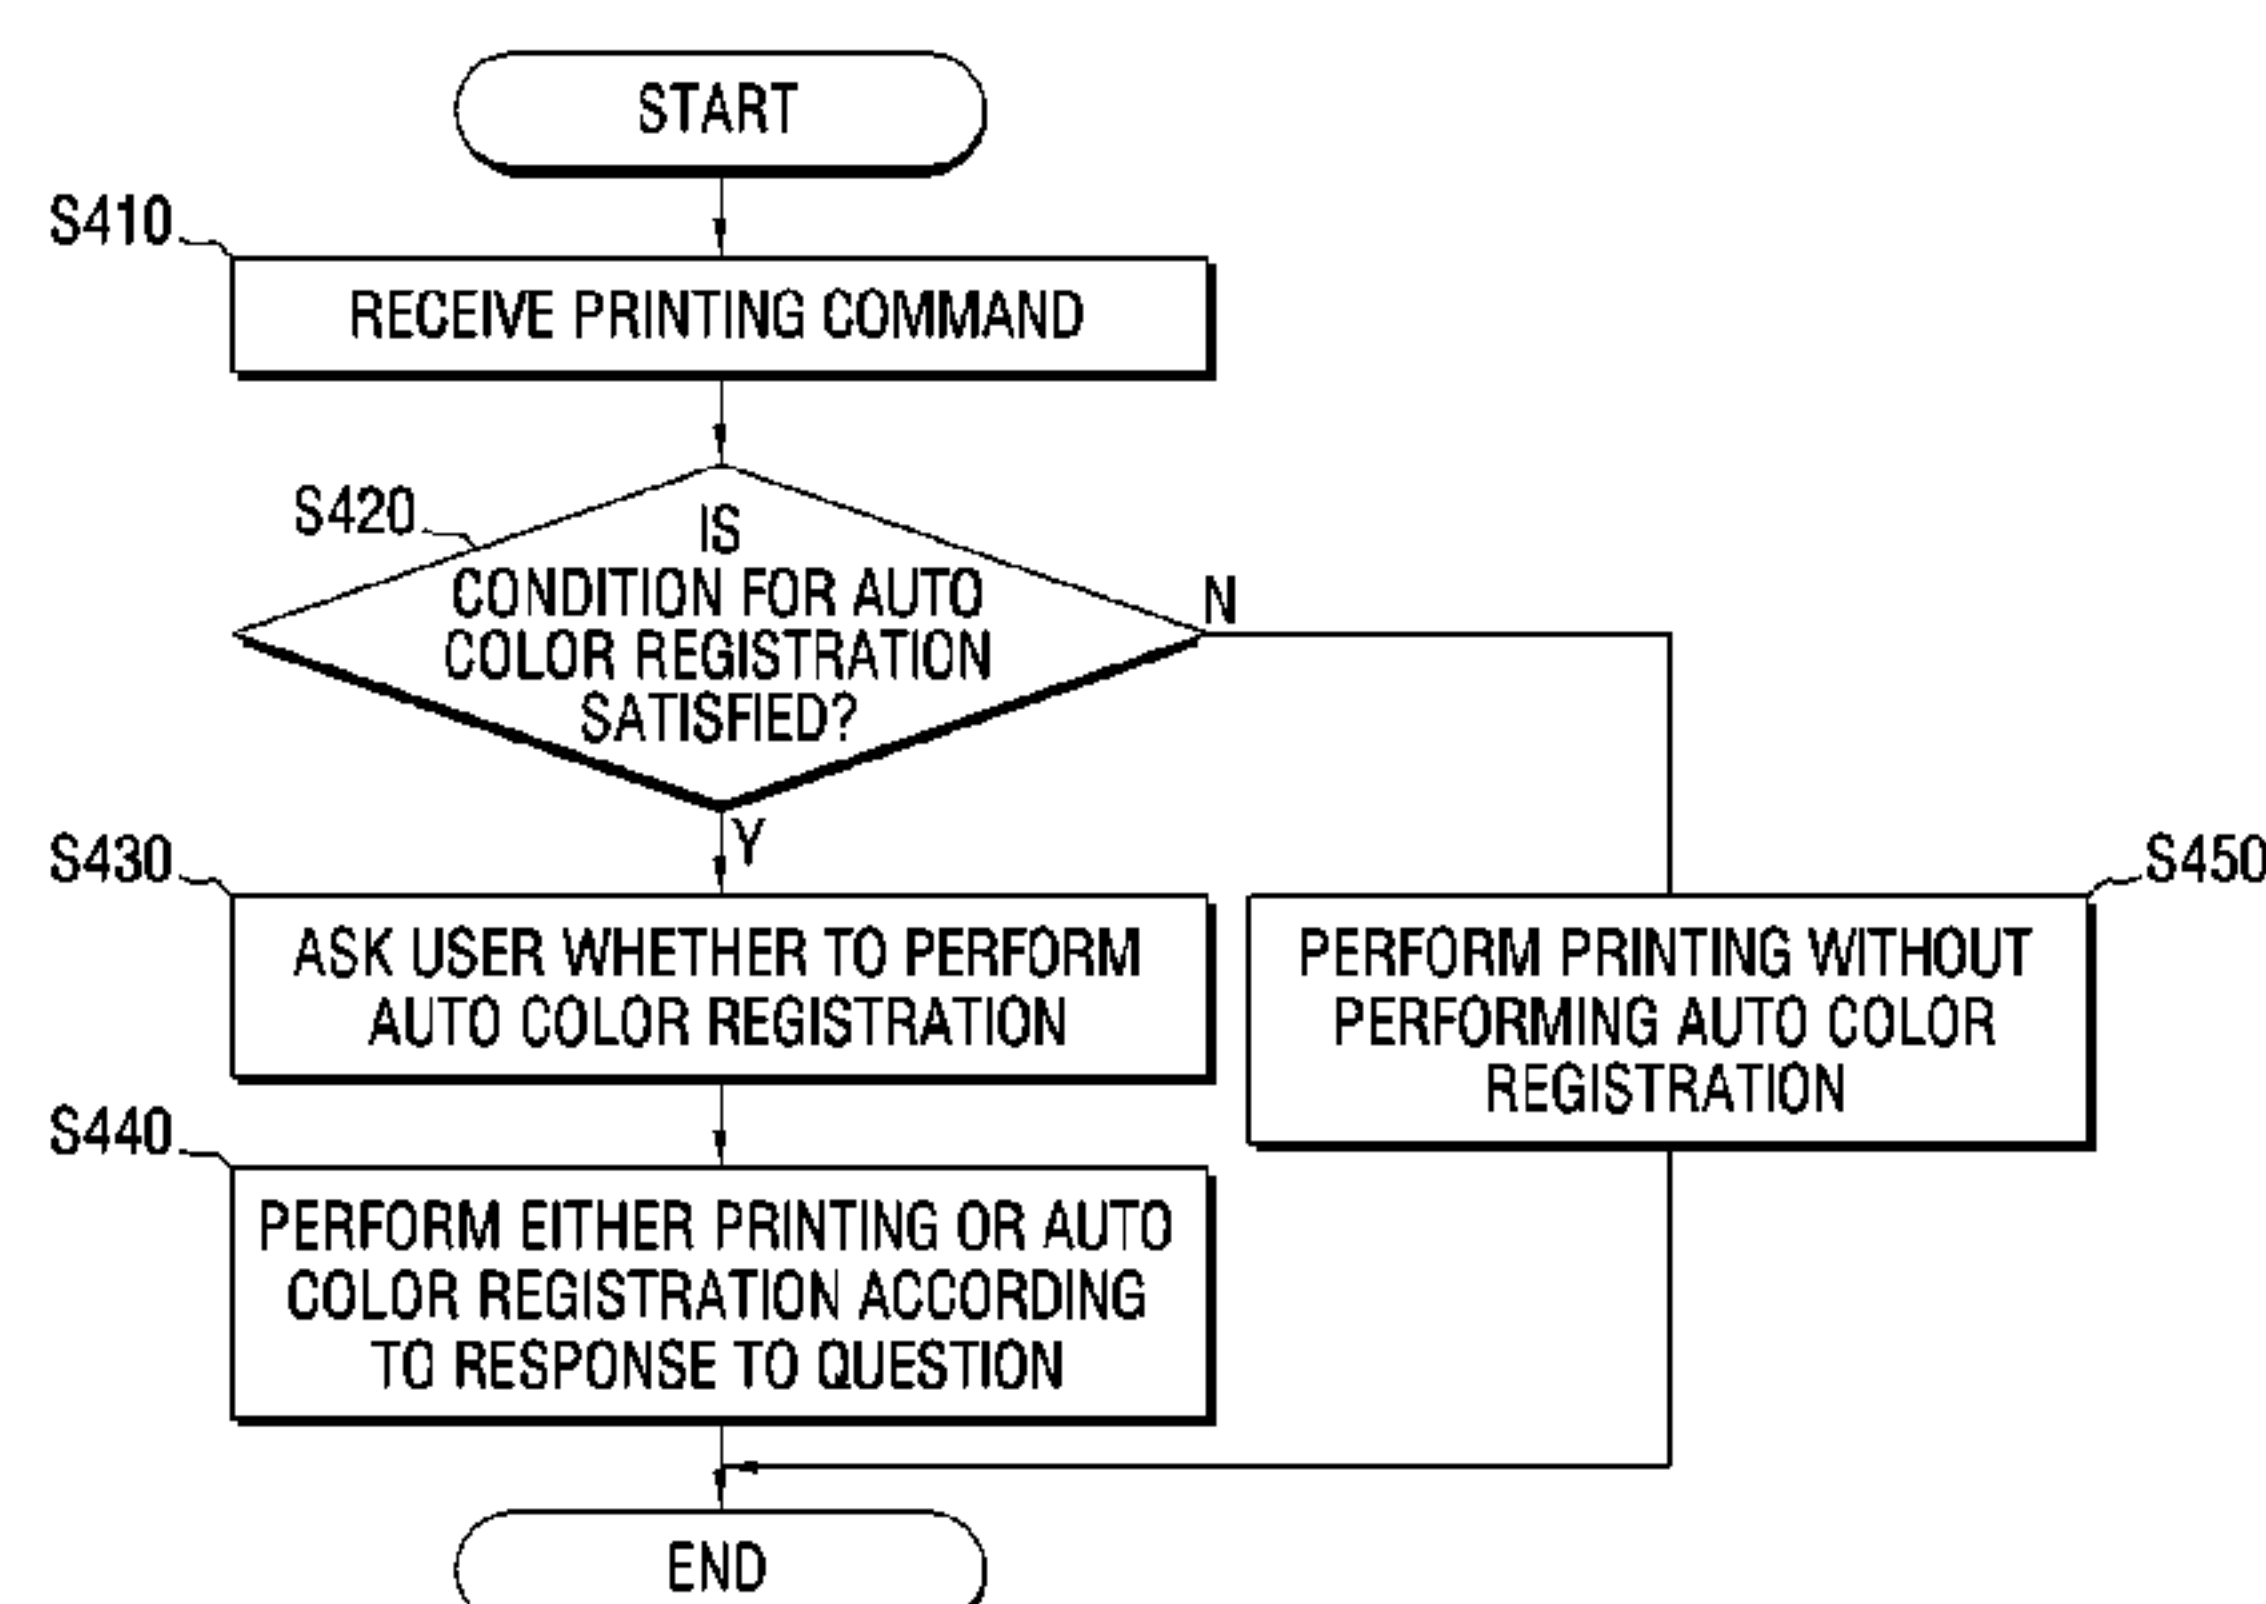 START
S410
RECEIVE PRINTING COMMAND
S420
IS
CONDITION FOR AUTO
COLOR REGISTRATION
SATISFIED?
N
Y
S430
ASK USER WHETHER TO PERFORM
AUTO COLOR REGISTRATION
S450
PERFORM PRINTING WITHOUT
PERFORMING AUTO COLOR
REGISTRATION
S440
PERFORM EITHER PRINTING OR AUTO
COLOR REGISTRATION ACCORDING
TO RESPONSE TO QUESTION
END